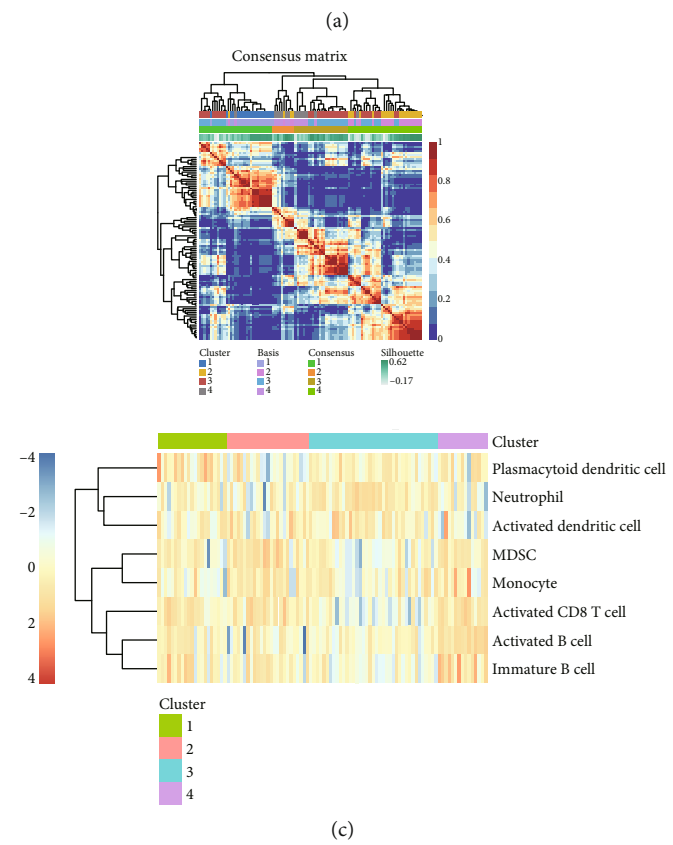 (a)
Consensus matrix
1
0.8
0.6
0.4
0.2
0
Cluster Basis Consensus Silhouette
1 1 1 0.62
2 2 2
3 3 3 −0.17
4 4 4
Cluster
−4
Plasmacytoid dendritic cell
Neutrophil
−2
Activated dendritic cell
MDSC
0
Monocyte
Activated CD8 T cell
2
Activated B cell
Immature B cell
4
Cluster
1
2
3
4
(c)